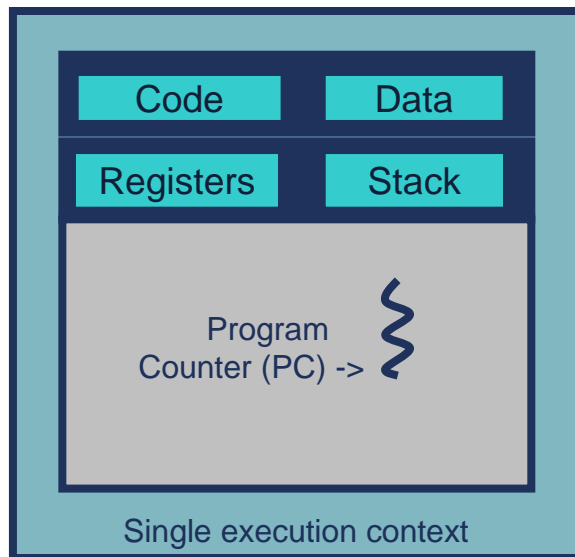 Code Data
Registers Stack
Program
Counter (PC) ->
Single execution context